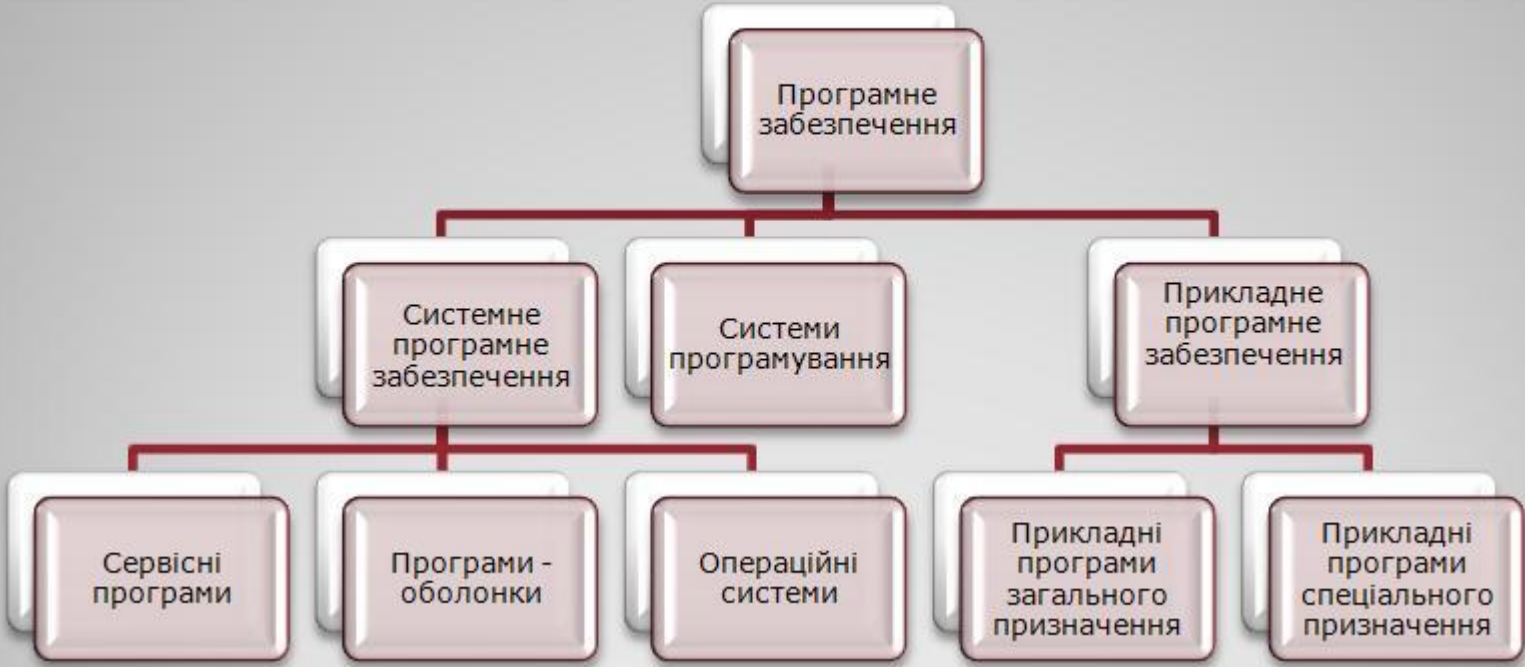 Програмне
забезпечення
Системне
програмне
забезпечення
Системи
програмування
Прикладне
програмне
забезпечення
Сервісні
програми
Програми -
оболонки
Операційні
системи
Прикладні
програми
загального
призначення
Прикладні
програми
спеціального
призначення